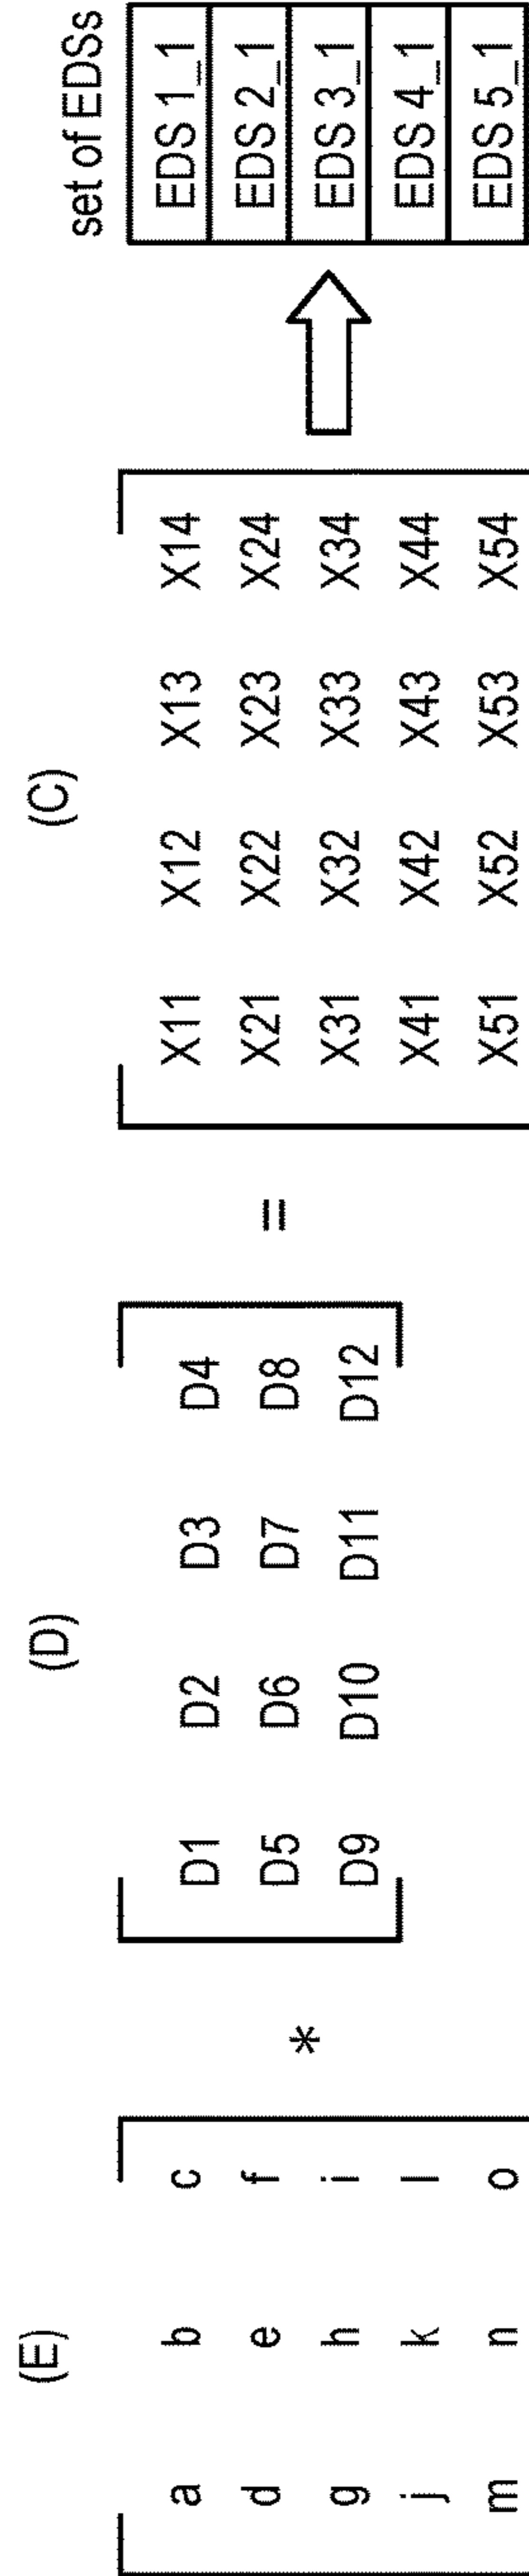 (E) (D) (C) set of EDSs
a b c * D1 D2 D3 D4 = X11 X12 X13 X14 EDS 1_1
d e f D5 D6 D7 D8 X21 X22 X23 X24 EDS 2_1
g h i D9 D10 D11 D12 X31 X32 X33 X34 EDS 3_1
j k l X41 X42 X43 X44 EDS 4_1
m n o X51 X52 X53 X54 EDS 5_1